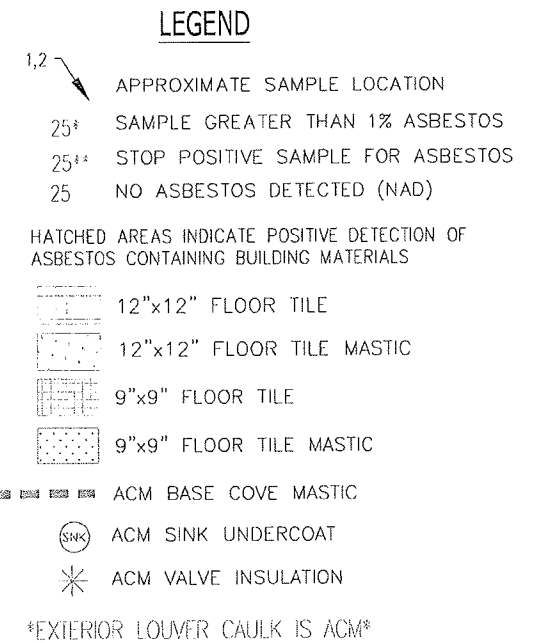 LEGEND
1,2
APPROXIMATE SAMPLE LOCATION
25* SAMPLE GREATER THAN 1% ASBESTOS
25** STOP POSITIVE SAMPLE FOR ASBESTOS
25 NO ASBESTOS DETECTED (NAD)
HATCHED AREAS INDICATE POSITIVE DETECTION OF
ASBESTOS CONTAINING BUILDING MATERIALS
12"x12" FLOOR TILE
12"x12" FLOOR TILE MASTIC
9"x9" FLOOR TILE
9"x9" FLOOR TILE MASTIC
ACM BASE COVE MASTIC
SNK ACM SINK UNDERCOAT
ACM VALVE INSULATION
*EXTERIOR LOUVER CAULK IS ACM*